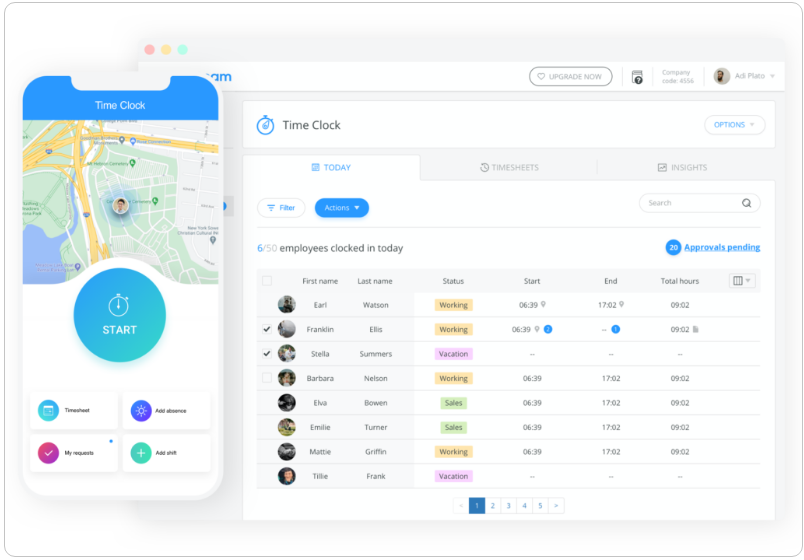 UPGRADE NOW
Company
code: 4556
Adi Plato
Time Clock
Time Clock
OPTIONS
TODAY
TIMESHEETS
INSIGHTS
Filter
Actions
Search
6/50 employees clocked in today
20 Approvals pending
First name Last name Status Start End Total hours
Earl Watson Working 06:39 17:02 09:02
Franklin Ellis Working 06:39 2 -- 1 09:02
Stella Summers Vacation -- -- --
Barbara Nelson Working 06:39 17:02 09:02
Elva Bowen Sales 06:39 17:02 09:02
Emilie Turner Sales 06:39 17:02 09:02
Mattie Griffin Working 06:39 17:02 09:02
Tillie Frank Vacation -- -- --
< 1 2 3 4 5 >
START
Timesheet
Add absence
My requests
Add shift